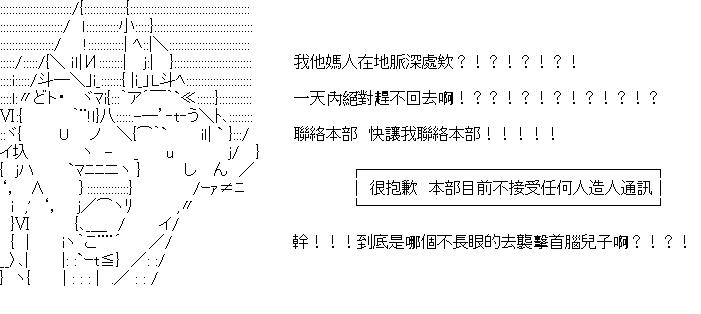 我他媽人在地脈深處欸？！？！？！？！
一天內絕對趕不回去啊！？！？！？！？！？！？
聯絡本部　快讓我聯絡本部！！！！！
很抱歉　本部目前不接受任何人造人通訊
幹！！！到底是哪個不長眼的去襲擊首腦兒子啊？！？！